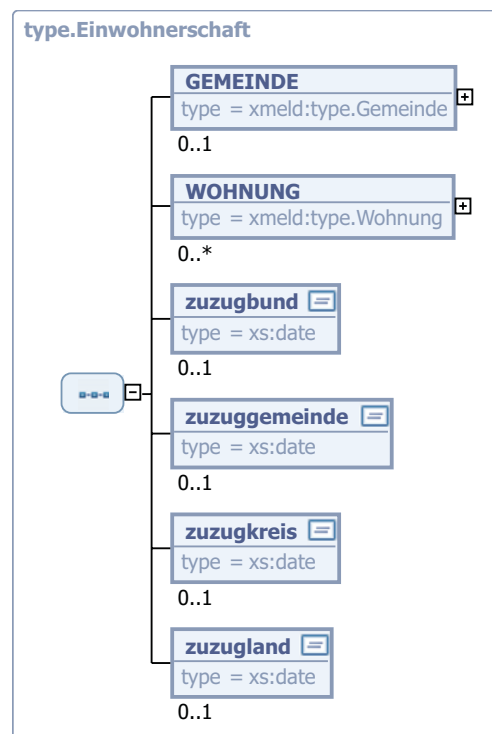 type.Einwohnerschaft
GEMEINDE
type = xmeld:type.Gemeinde
0..1
WOHNUNG
type = xmeld:type.Wohnung
0..*
zuzugbund
type = xs:date
0..1
zuzuggemeinde
type = xs:date
0..1
zuzugkreis
type = xs:date
0..1
zuzugland
type = xs:date
0..1